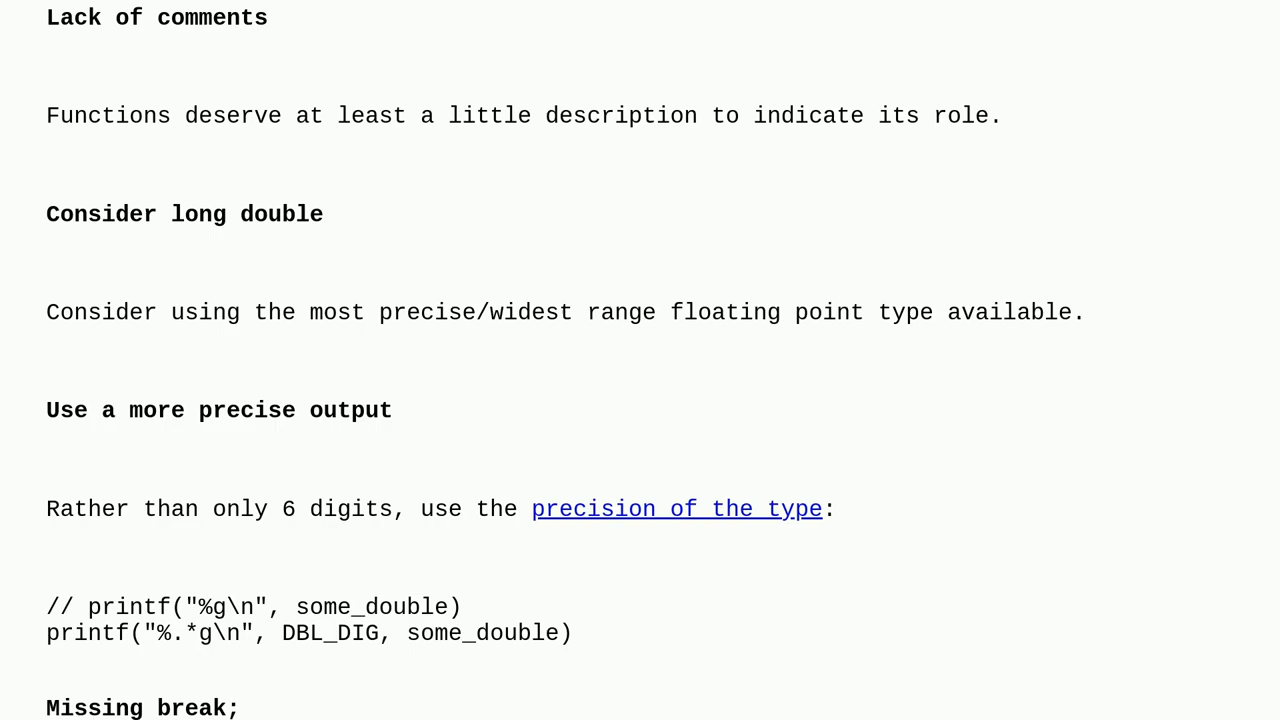 Lack of comments
Functions deserve at least a little description to indicate its role.
Consider long double
Consider using the most precise/widest range floating point type available.
Use a more precise output
Rather than only 6 digits, use the precision of the type:
// printf("%g\n", some_double)
printf("%.*g\n", DBL_DIG, some_double)
Missing break;